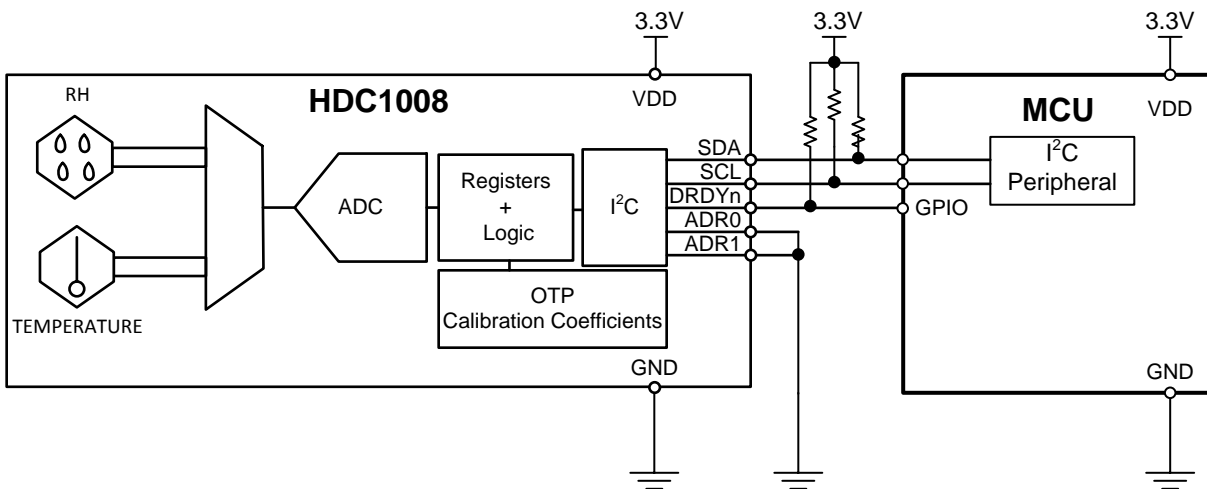 3.3V
3.3V
3.3V
RH
HDC1008
VDD
MCU
VDD
SDA
SCL
DRDYn
ADR0
ADR1
I²C
Peripheral
GPIO
ADC
Registers
+
Logic
I²C
TEMPERATURE
OTP
Calibration Coefficients
GND
GND